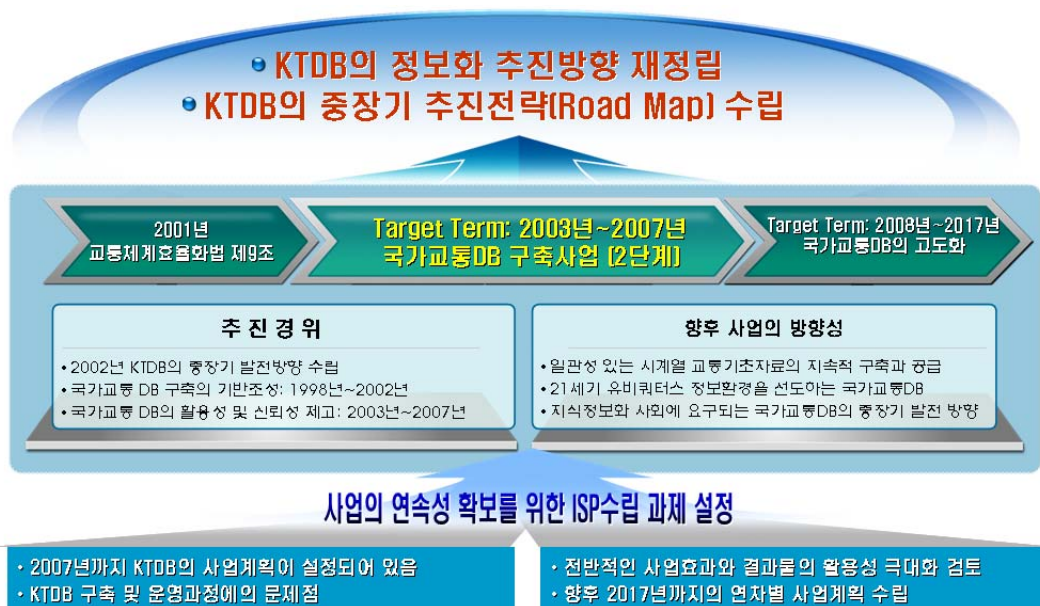 • KTDB의 정보화 추진방향 재정립
• KTDB의 중장기 추진전략(Road Map) 수립
2001년
교통체계효율화법 제9조
Target Term: 2003년~2007년
국가교통DB 구축사업 (2단계)
Target Term: 2008년~2017년
국가교통DB의 고도화
추 진 경 위
• 2002년 KTDB의 중장기 발전방향 수립
• 국가교통 DB 구축의 기반조성: 1998년~2002년
• 국가교통 DB의 활용성 및 신뢰성 제고: 2003년~2007년
향후 사업의 방향성
• 일관성 있는 시계열 교통기초자료의 지속적 구축과 공급
• 21세기 유비쿼터스 정보환경을 선도하는 국가교통DB
• 지식정보화 사회에 요구되는 국가교통DB의 중장기 발전 방향
사업의 연속성 확보를 위한 ISP수립 과제 설정
• 2007년까지 KTDB의 사업계획이 설정되어 있음
• KTDB 구축 및 운영과정에의 문제점
• 전반적인 사업효과와 결과물의 활용성 극대화 검토
• 향후 2017년까지의 연차별 사업계획 수립